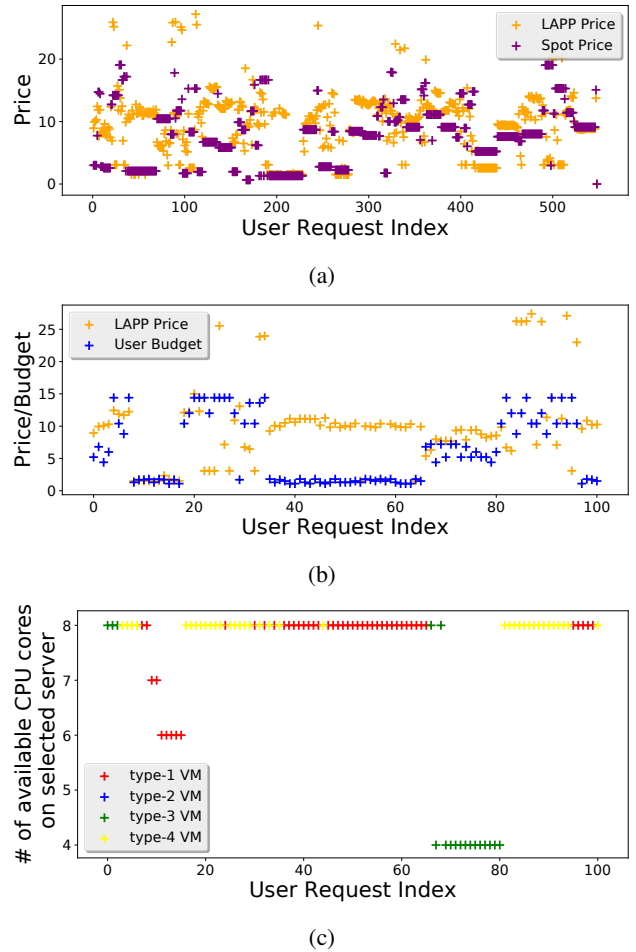 LAPP Price
Spot Price
Price
20
10
0
0 100 200 300 400 500
User Request Index
(a)
LAPP Price
User Budget
Price/Budget
25
20
15
10
5
0
0 20 40 60 80 100
User Request Index
(b)
# of available CPU cores
on selected server
8
7
6
5
4
type-1 VM
type-2 VM
type-3 VM
type-4 VM
0 20 40 60 80 100
User Request Index
(c)